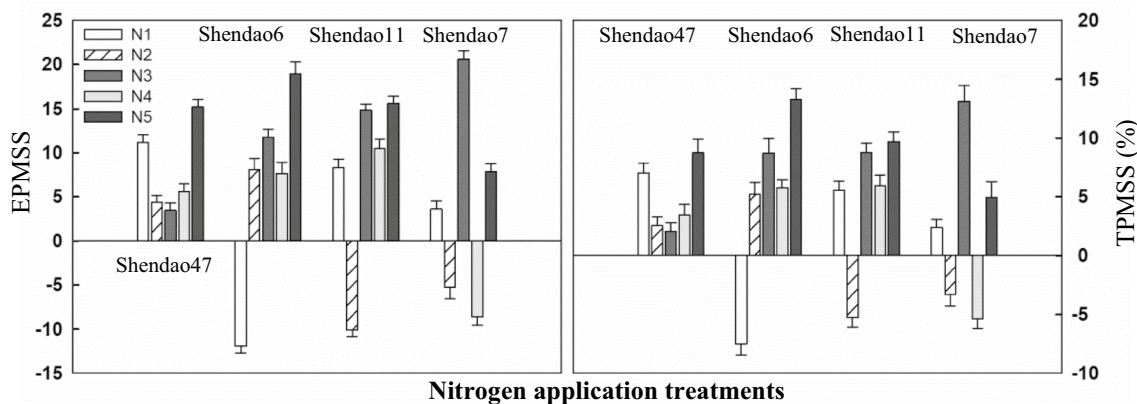 25
20
15
10
5
0
-5
-10
-15
EPMSS
N1
N2
N3
N4
N5
Shendao6 Shendao11 Shendao7
Shendao47
Shendao47 Shendao6 Shendao11 Shendao7
20
15
10
5
0
-5
-10
TPMSS (%)
Nitrogen application treatments